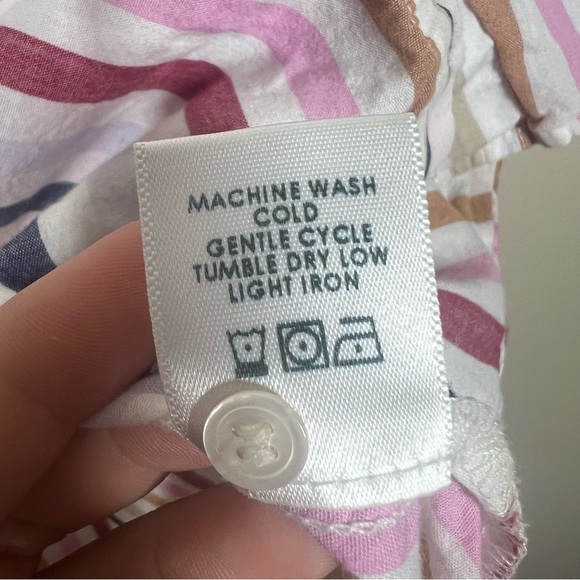 MACHINE WASH
COLD
GENTLE CYCLE
TUMBLE DRY LOW
LIGHT IRON